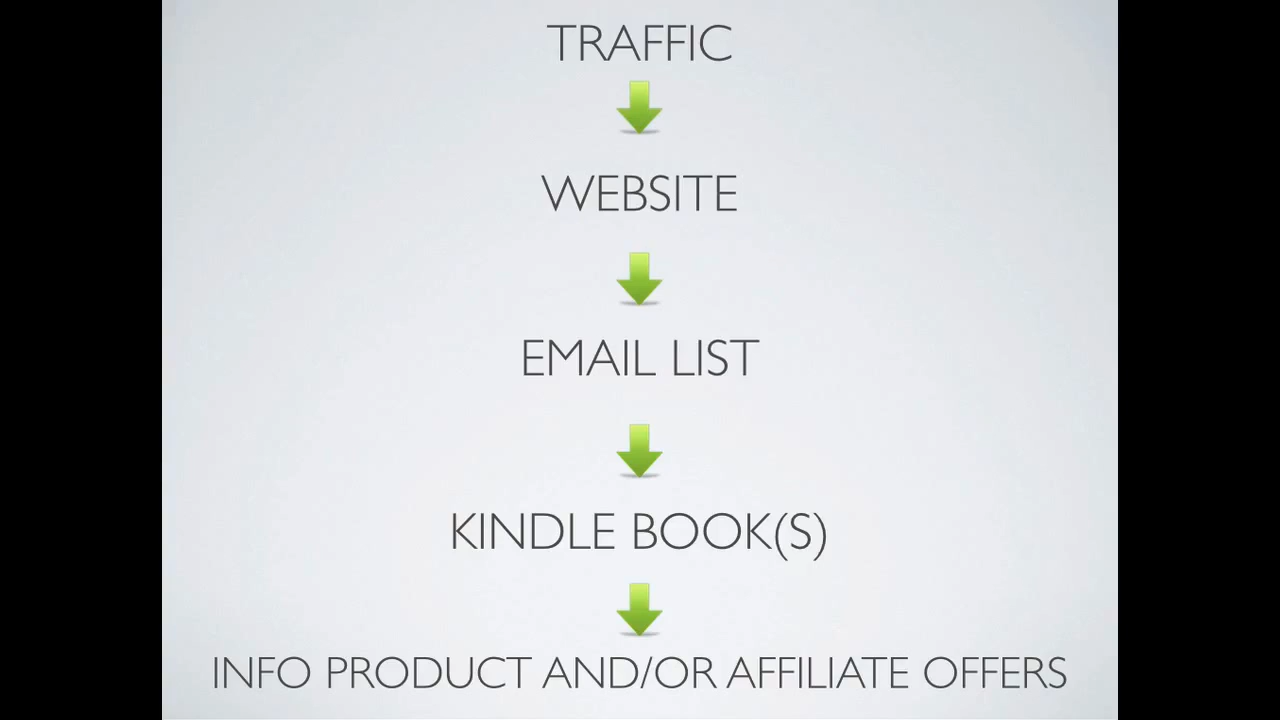 TRAFFIC
WEBSITE
EMAIL LIST
KINDLE BOOK(S)
INFO PRODUCT AND/OR AFFILIATE OFFERS